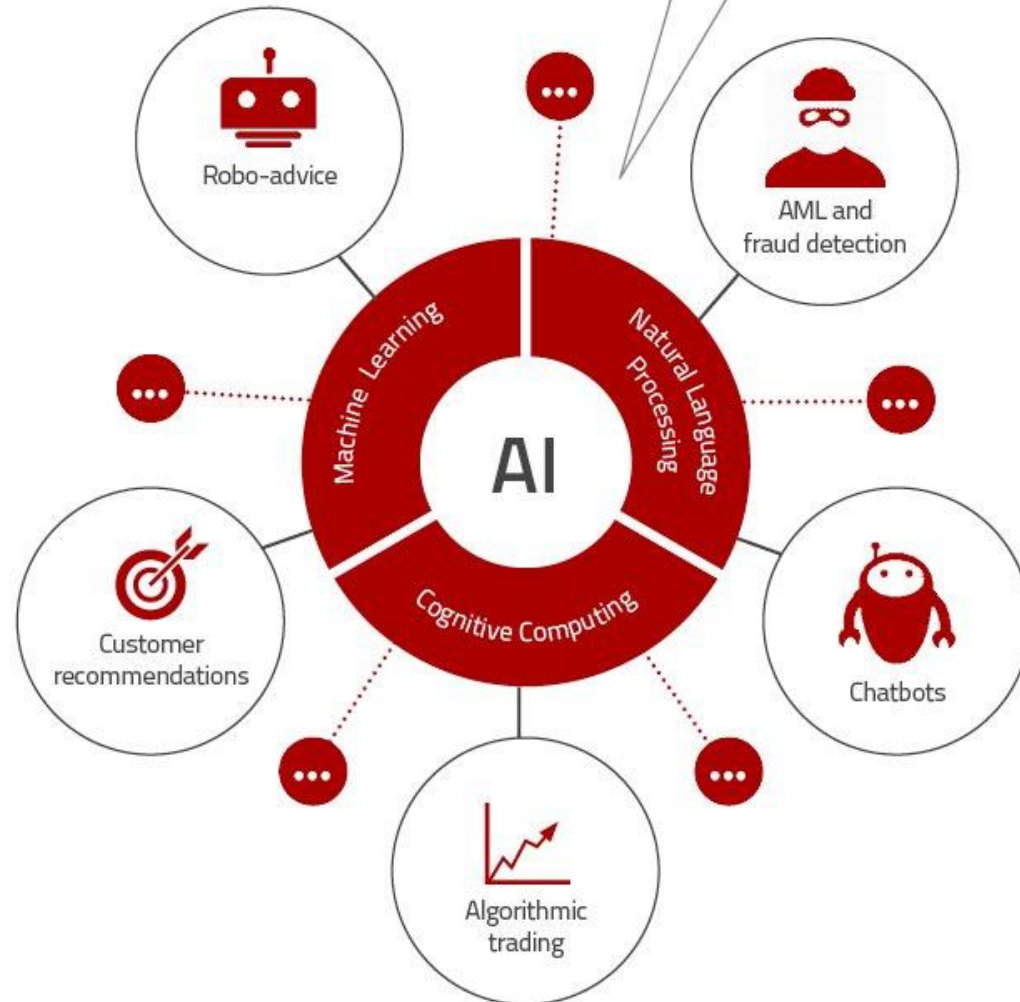 Robo-advice
AML and
fraud detection
Machine Learning
Natural Language
Processing
AI
Cognitive Computing
Customer
recommendations
Chatbots
Algorithmic
trading